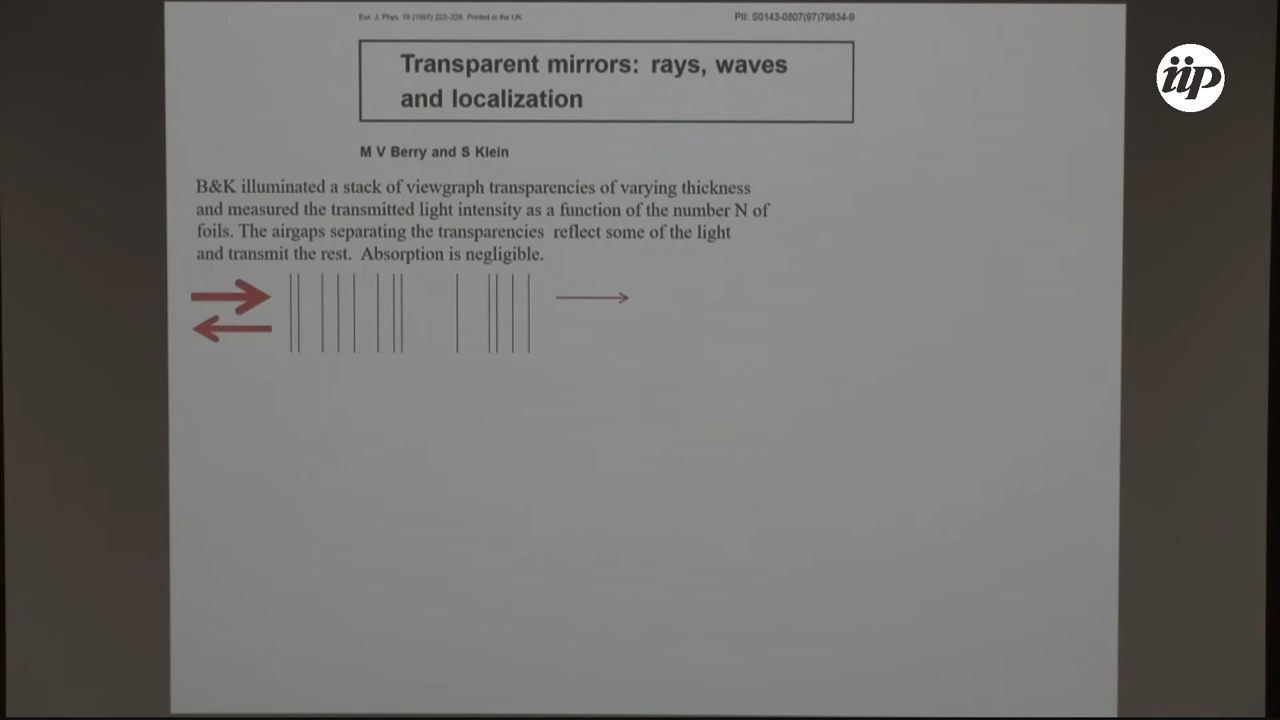 Eur. J. Phys. 18 (1997) 222–228. Printed in the UK
PII: S0143-0807(97)79834-9
Transparent mirrors: rays, waves
and localization
M V Berry and S Klein
B&K illuminated a stack of viewgraph transparencies of varying thickness
and measured the transmitted light intensity as a function of the number N of
foils. The airgaps separating the transparencies reflect some of the light
and transmit the rest. Absorption is negligible.
iip